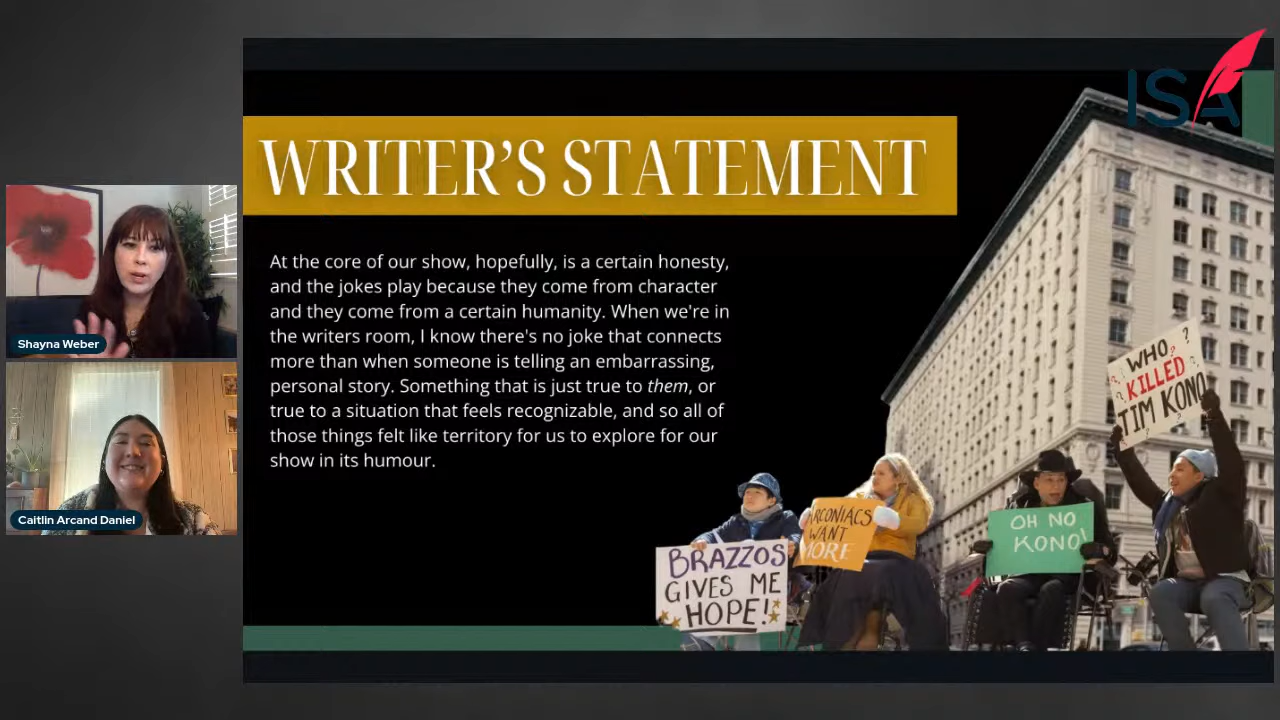 ISA
WRITER'S STATEMENT
At the core of our show, hopefully, is a certain honesty,
and the jokes play because they come from character
and they come from a certain humanity. When we're in
the writers room, I know there's no joke that connects
more than when someone is telling an embarrassing,
personal story. Something that is just true to them, or
true to a situation that feels recognizable, and so all of
those things felt like territory for us to explore for our
show in its humour.
Shayna Weber
Caitlin Arcand Daniel
WHO
KILLED
TIM KONO
?
?
?
?
BRAZZOS
GIVES ME
HOPE!
ARCONIACS
WANT
MORE
OH NO
KONO!